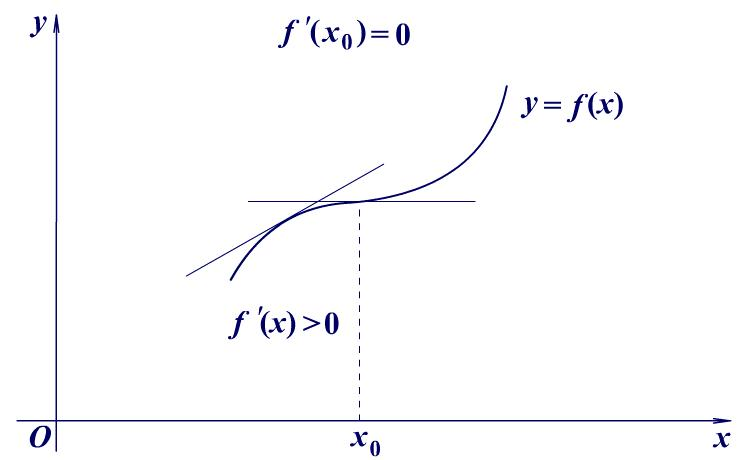 y
f ′(x₀) = 0
y = f(x)
f ′(x) > 0
O
x₀
x